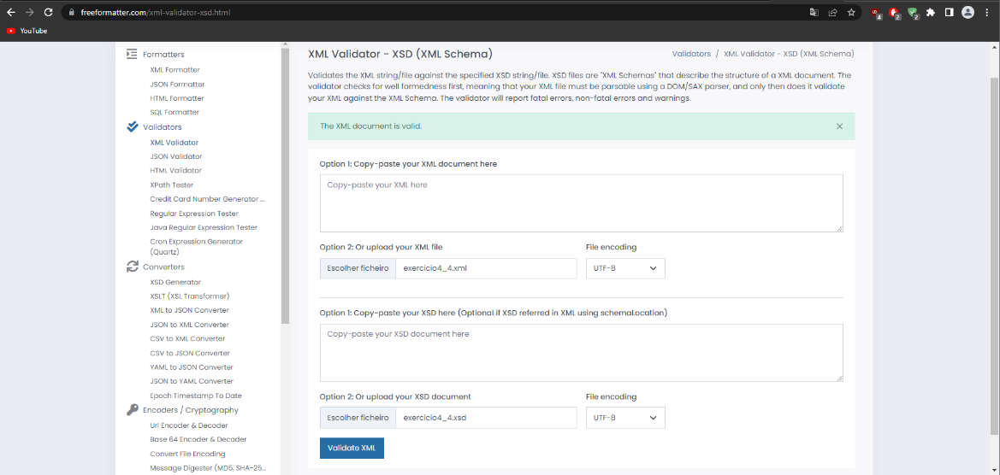 freeformatter.com/xml-validator-xsd.html
4
2
2
YouTube
Formatters
XML Formatter
JSON Formatter
HTML Formatter
SQL Formatter
Validators
XML Validator
JSON Validator
HTML Validator
XPath Tester
Credit Card Number Generator ...
Regular Expression Tester
Java Regular Expression Tester
Cron Expression Generator
(Quartz)
Converters
XSD Generator
XSLT (XSL Transformer)
XML to JSON Converter
JSON to XML Converter
CSV to XML Converter
CSV to JSON Converter
YAML to JSON Converter
JSON to YAML Converter
Epoch Timestamp To Date
Encoders / Cryptography
Url Encoder & Decoder
Base 64 Encoder & Decoder
Convert File Encoding
Message Digester (MD5, SHA-25...
XML Validator - XSD (XML Schema)
Validators / XML Validator - XSD (XML Schema)
Validates the XML string/file against the specified XSD string/file. XSD files are "XML Schemas" that describe the structure of a XML document. The
validator checks for well formedness first, meaning that your XML file must be parsable using a DOM/SAX parser, and only then does it validate
your XML against the XML Schema. The validator will report fatal errors, non-fatal errors and warnings.
The XML document is valid.
Option 1: Copy-paste your XML document here
Copy-paste your XML here
Option 2: Or upload your XML file
File encoding
Escolher ficheiro exercicio4_4.xml
UTF-8
Option 1: Copy-paste your XSD here (Optional if XSD referred in XML using schemaLocation)
Copy-paste your XSD document here
Option 2: Or upload your XSD document
File encoding
Escolher ficheiro exercicio4_4.xsd
UTF-8
Validate XML